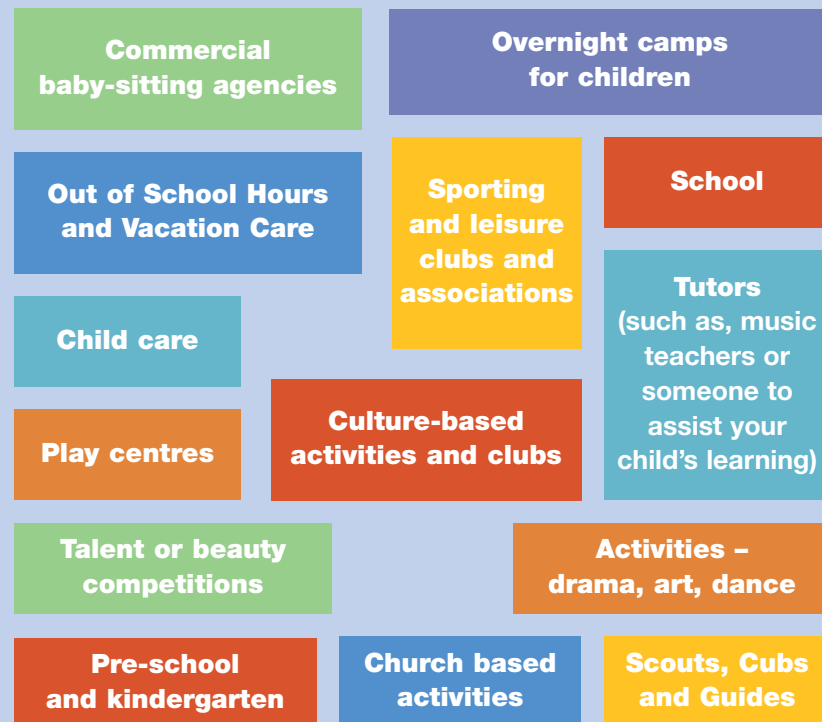 Commercial
baby-sitting agencies
Overnight camps
for children
Out of School Hours
and Vacation Care
Sporting
and leisure
clubs and
associations
School
Tutors
(such as, music
teachers or
someone to
assist your
child’s learning)
Child care
Culture-based
activities and clubs
Play centres
Talent or beauty
competitions
Activities –
drama, art, dance
Pre-school
and kindergarten
Church based
activities
Scouts, Cubs
and Guides